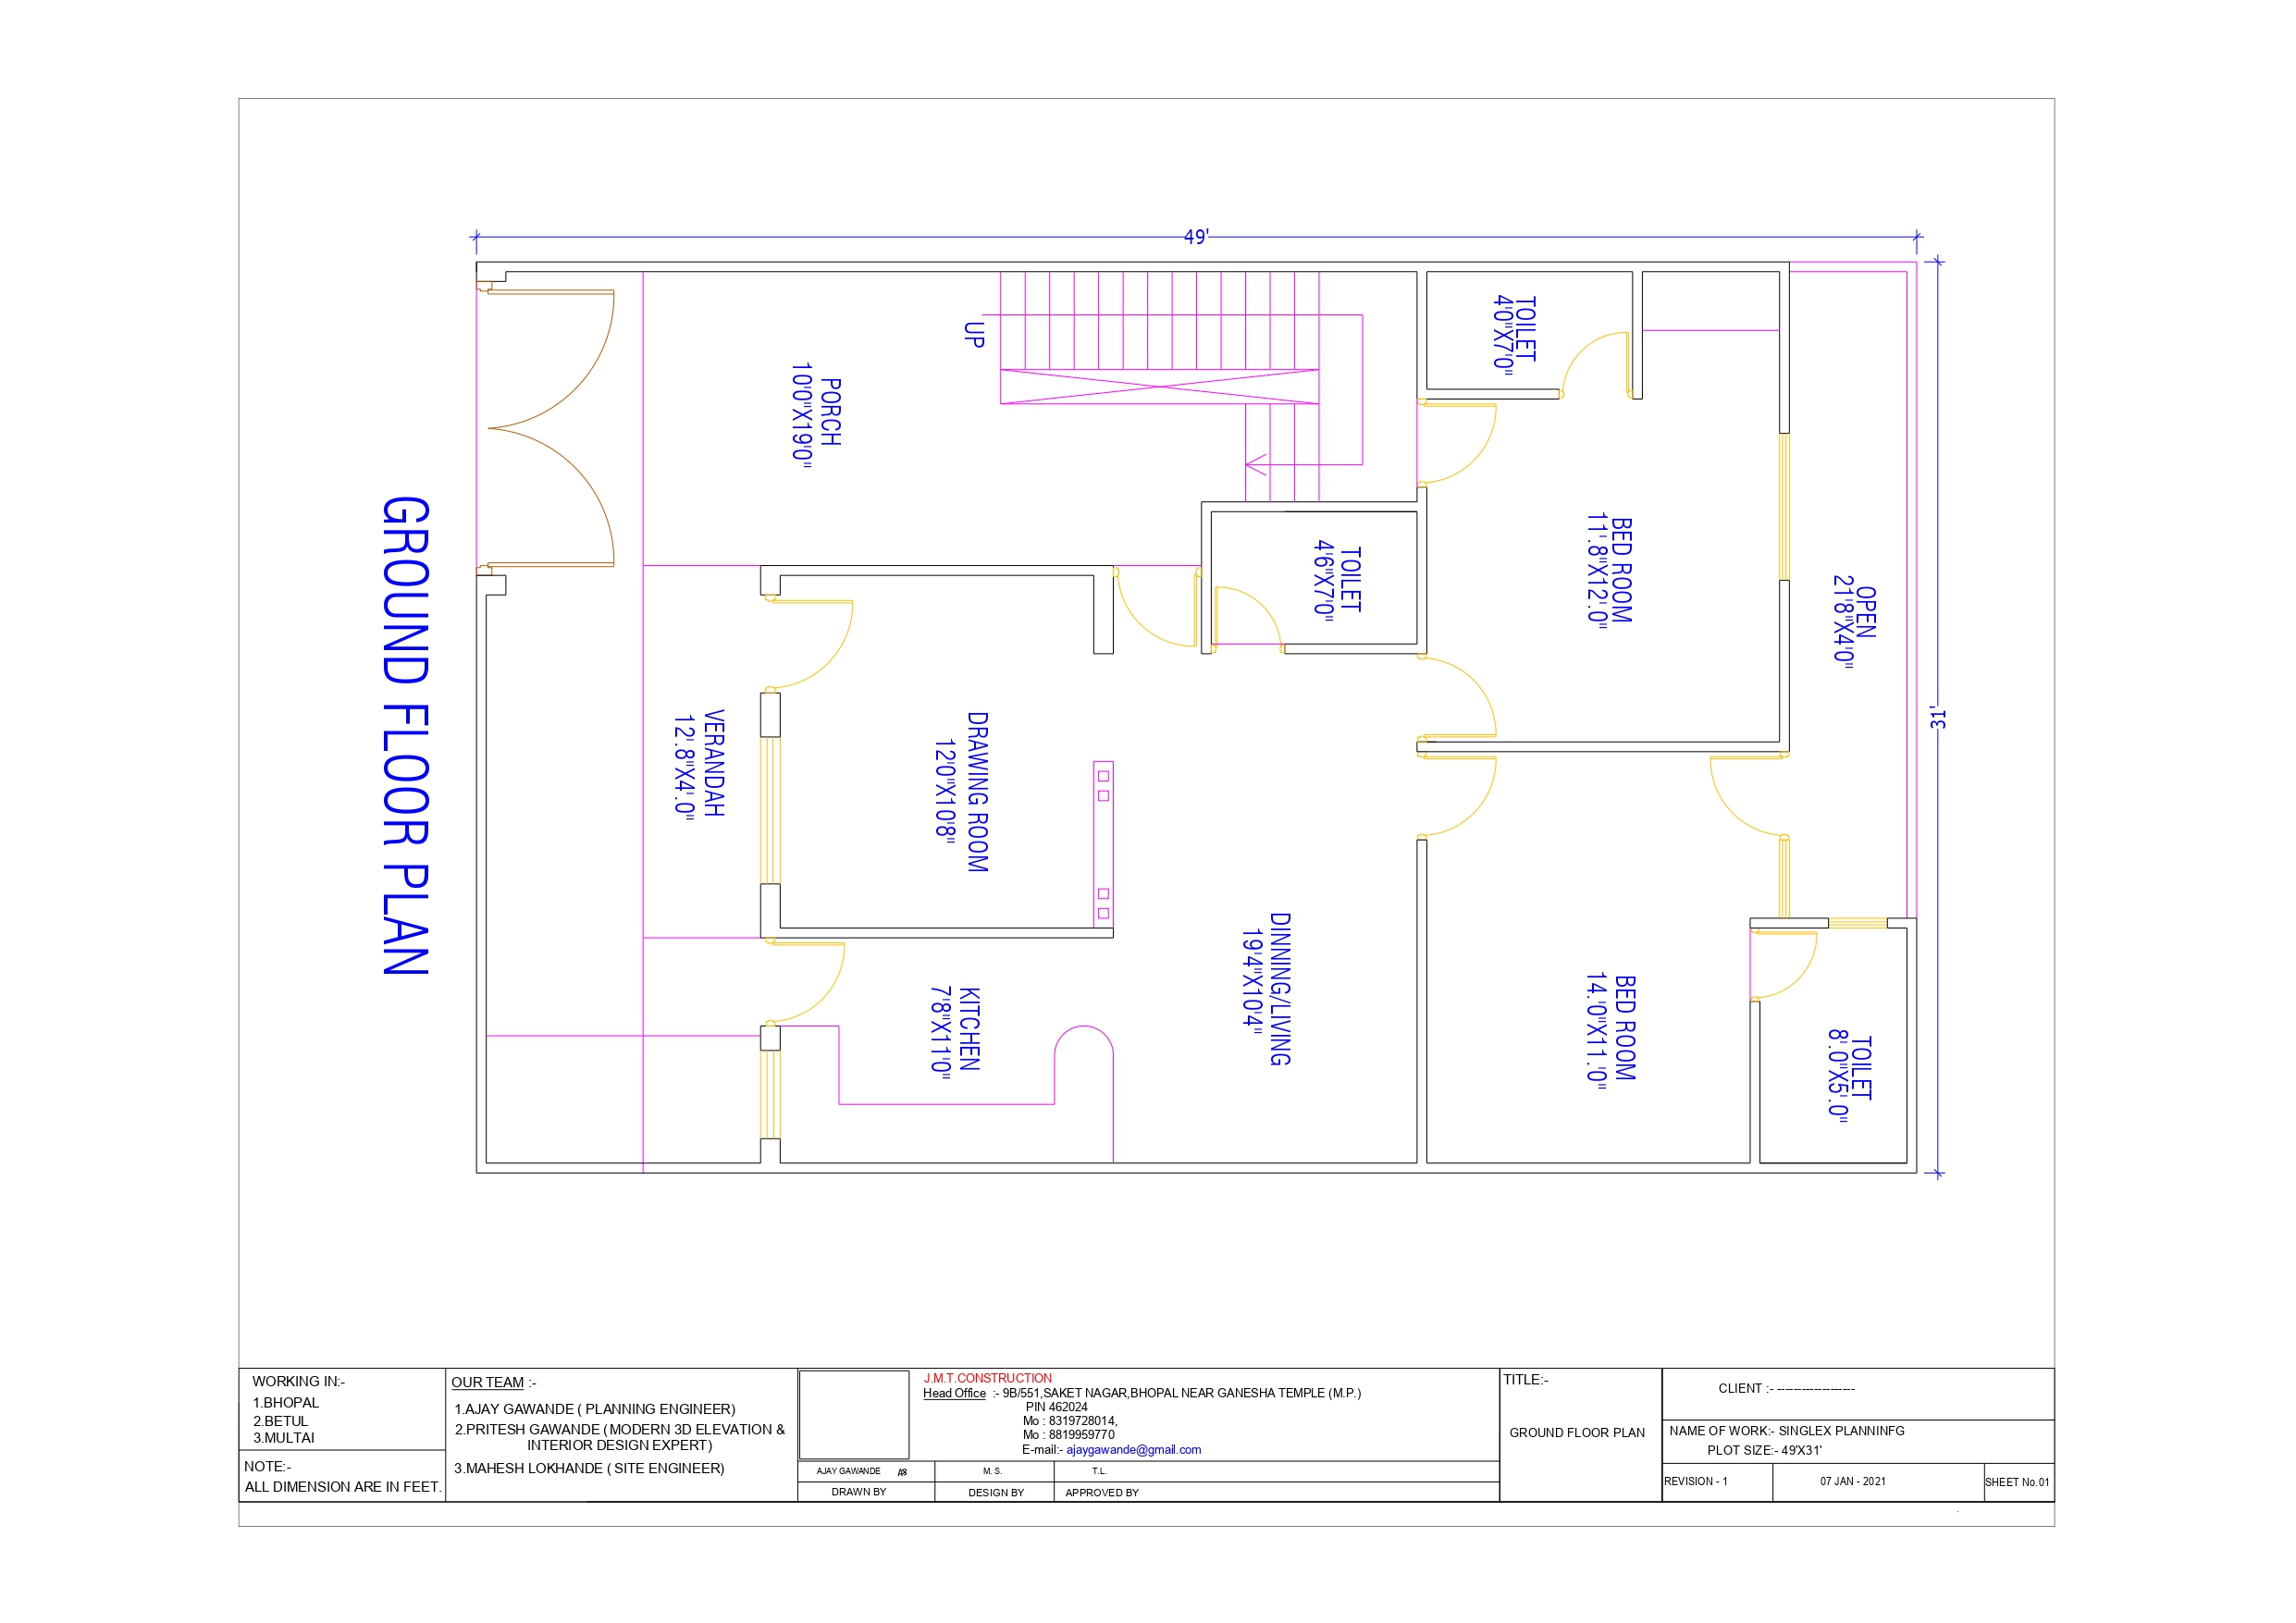 49'
31'
UP
PORCH
10'0"X19'0"
TOILET
4'0"X7'0"
BED ROOM
11'.8"X12'.0"
OPEN
21'8"X4'0"
TOILET
4'6"X7'0"
VERANDAH
12'.8"X4'.0"
DRAWING ROOM
12'0"X10'8"
DINNING/LIVING
19'4"X10'4"
KITCHEN
7'8"X11'0"
BED ROOM
14.'0"X11.'0"
TOILET
8'.0"X5'.0"
GROUND FLOOR PLAN
WORKING IN:-
1.BHOPAL
2.BETUL
3.MULTAI
NOTE:-
ALL DIMENSION ARE IN FEET.
OUR TEAM :-
1.AJAY GAWANDE ( PLANNING ENGINEER)
2.PRITESH GAWANDE (MODERN 3D ELEVATION &
INTERIOR DESIGN EXPERT)
3.MAHESH LOKHANDE ( SITE ENGINEER)
J.M.T.CONSTRUCTION
Head Office :- 9B/551,SAKET NAGAR,BHOPAL NEAR GANESHA TEMPLE (M.P.)
PIN 462024
Mo : 8319728014,
Mo : 8819959770
E-mail:- ajaygawande@gmail.com
AJAY GAWANDE
M. S.
T.L.
DRAWN BY
DESIGN BY
APPROVED BY
TITLE:-
GROUND FLOOR PLAN
CLIENT :- -------------------
NAME OF WORK:- SINGLEX PLANNINFG
PLOT SIZE:- 49'X31'
REVISION - 1
07 JAN - 2021
SHEET No.01